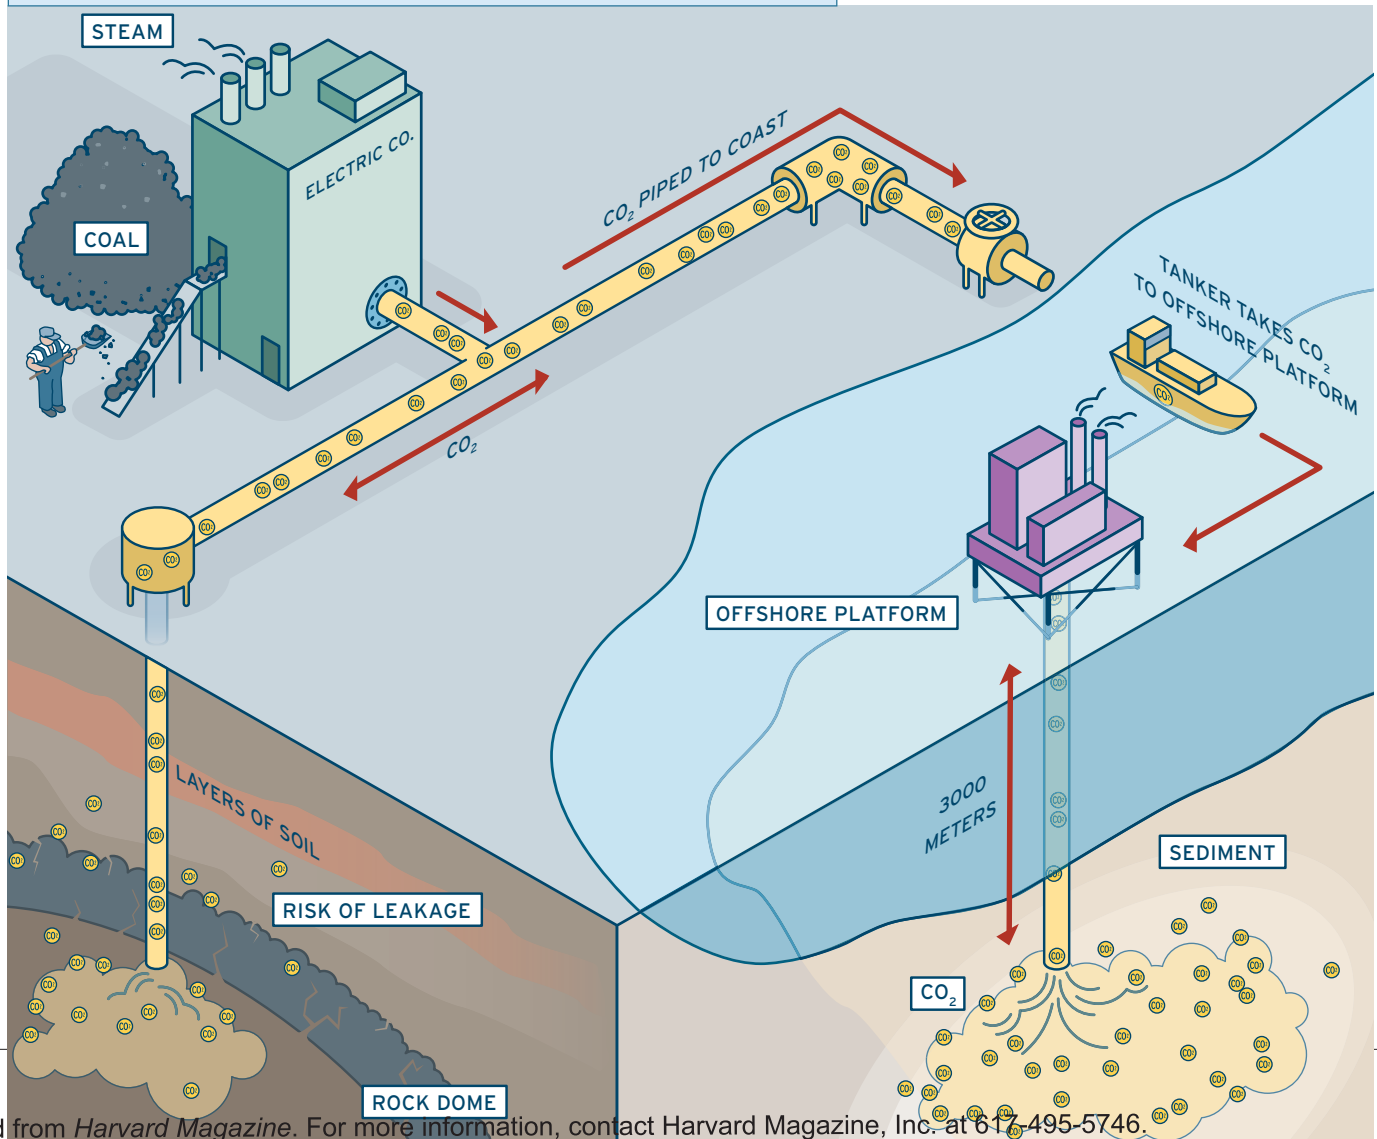 STEAM
ELECTRIC CO.
COAL
CO₂ PIPED TO COAST
TANKER TAKES CO₂
TO OFFSHORE PLATFORM
CO₂
OFFSHORE PLATFORM
3000
METERS
LAYERS OF SOIL
SEDIMENT
RISK OF LEAKAGE
CO₂
ROCK DOME
from Harvard Magazine. For more information, contact Harvard Magazine, Inc. at 617-495-5746.